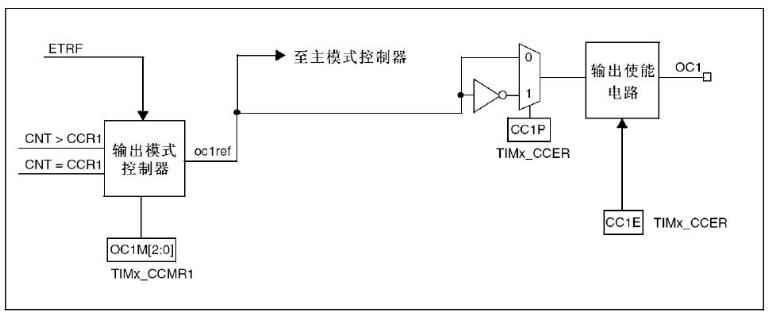 ETRF
至主模式控制器
0
输出使能
电路
OC1
1
CNT > CCR1
CNT = CCR1
输出模式
控制器
oc1ref
CC1P
TIMx_CCER
OC1M[2:0]
TIMx_CCMR1
CC1E
TIMx_CCER